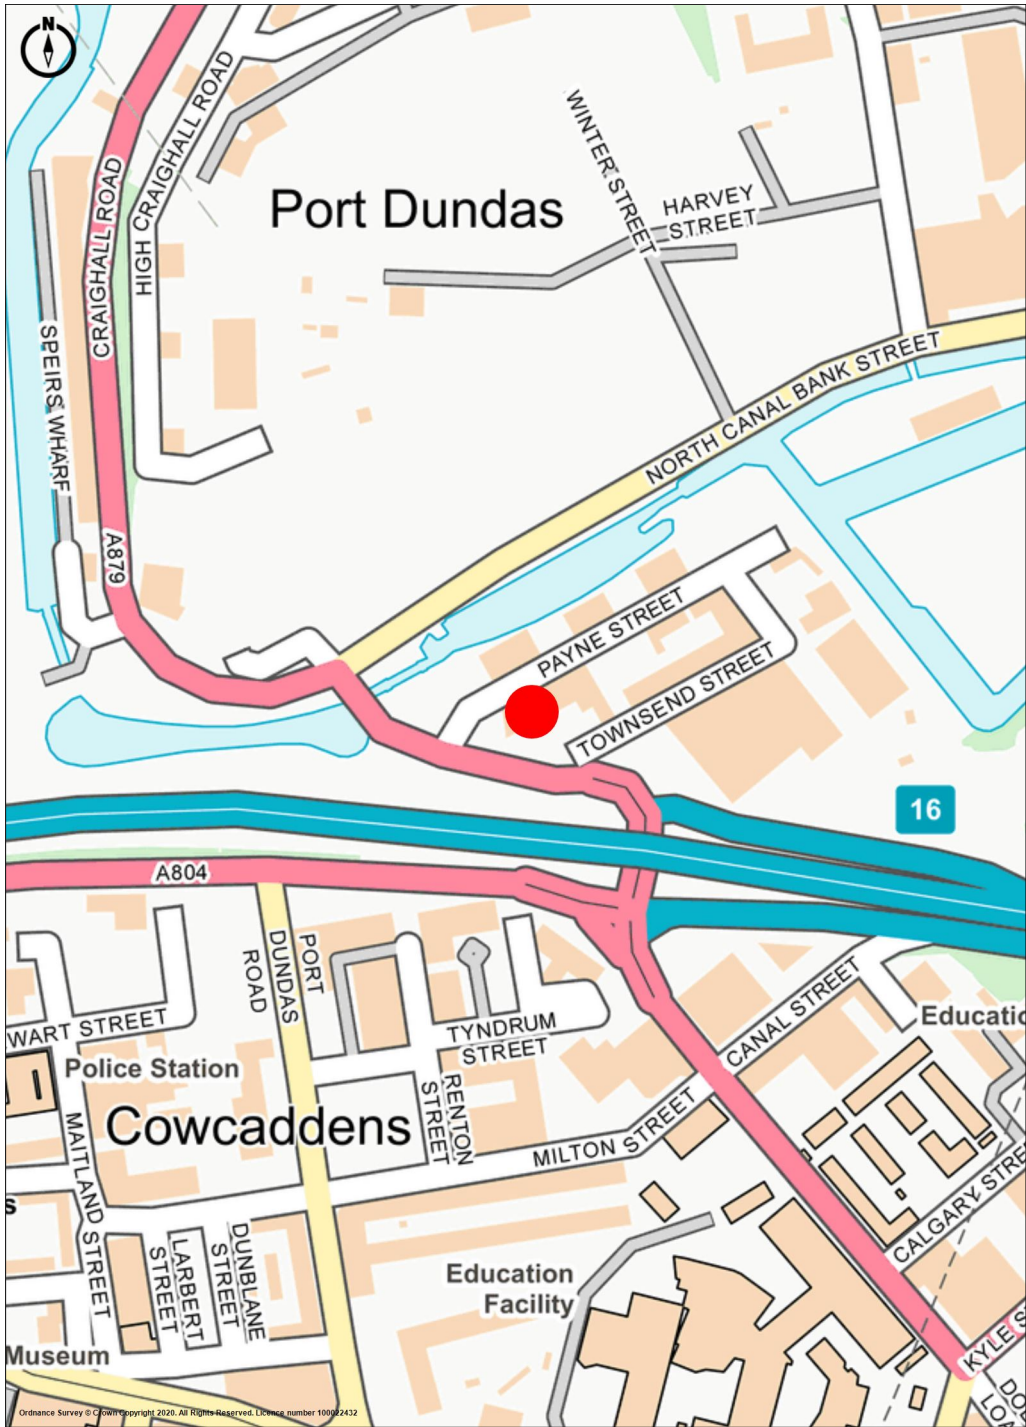 N
HIGH CRAIGHALL ROAD
CRAIGHALL ROAD
WINTER STREET
Port Dundas
HARVEY
STREET
SPEIRS WHARF
NORTH CANAL BANK STREET
A879
PAYNE STREET
TOWNSEND STREET
16
A804
PORT
DUNDAS
ROAD
CANAL STREET
WART STREET
TYNDRUM
STREET
Educatio
Police Station
RENTON
STREET
Cowcaddens
MILTON STREET
MAITLAND STREET
CALGARY STRE
s
LARBERT
STREET
DUNBLANE
STREET
Education
Facility
Museum
KYLE S
DO
LOA
Ordnance Survey © Crown Copyright 2020. All Rights Reserved. Licence number 100022432